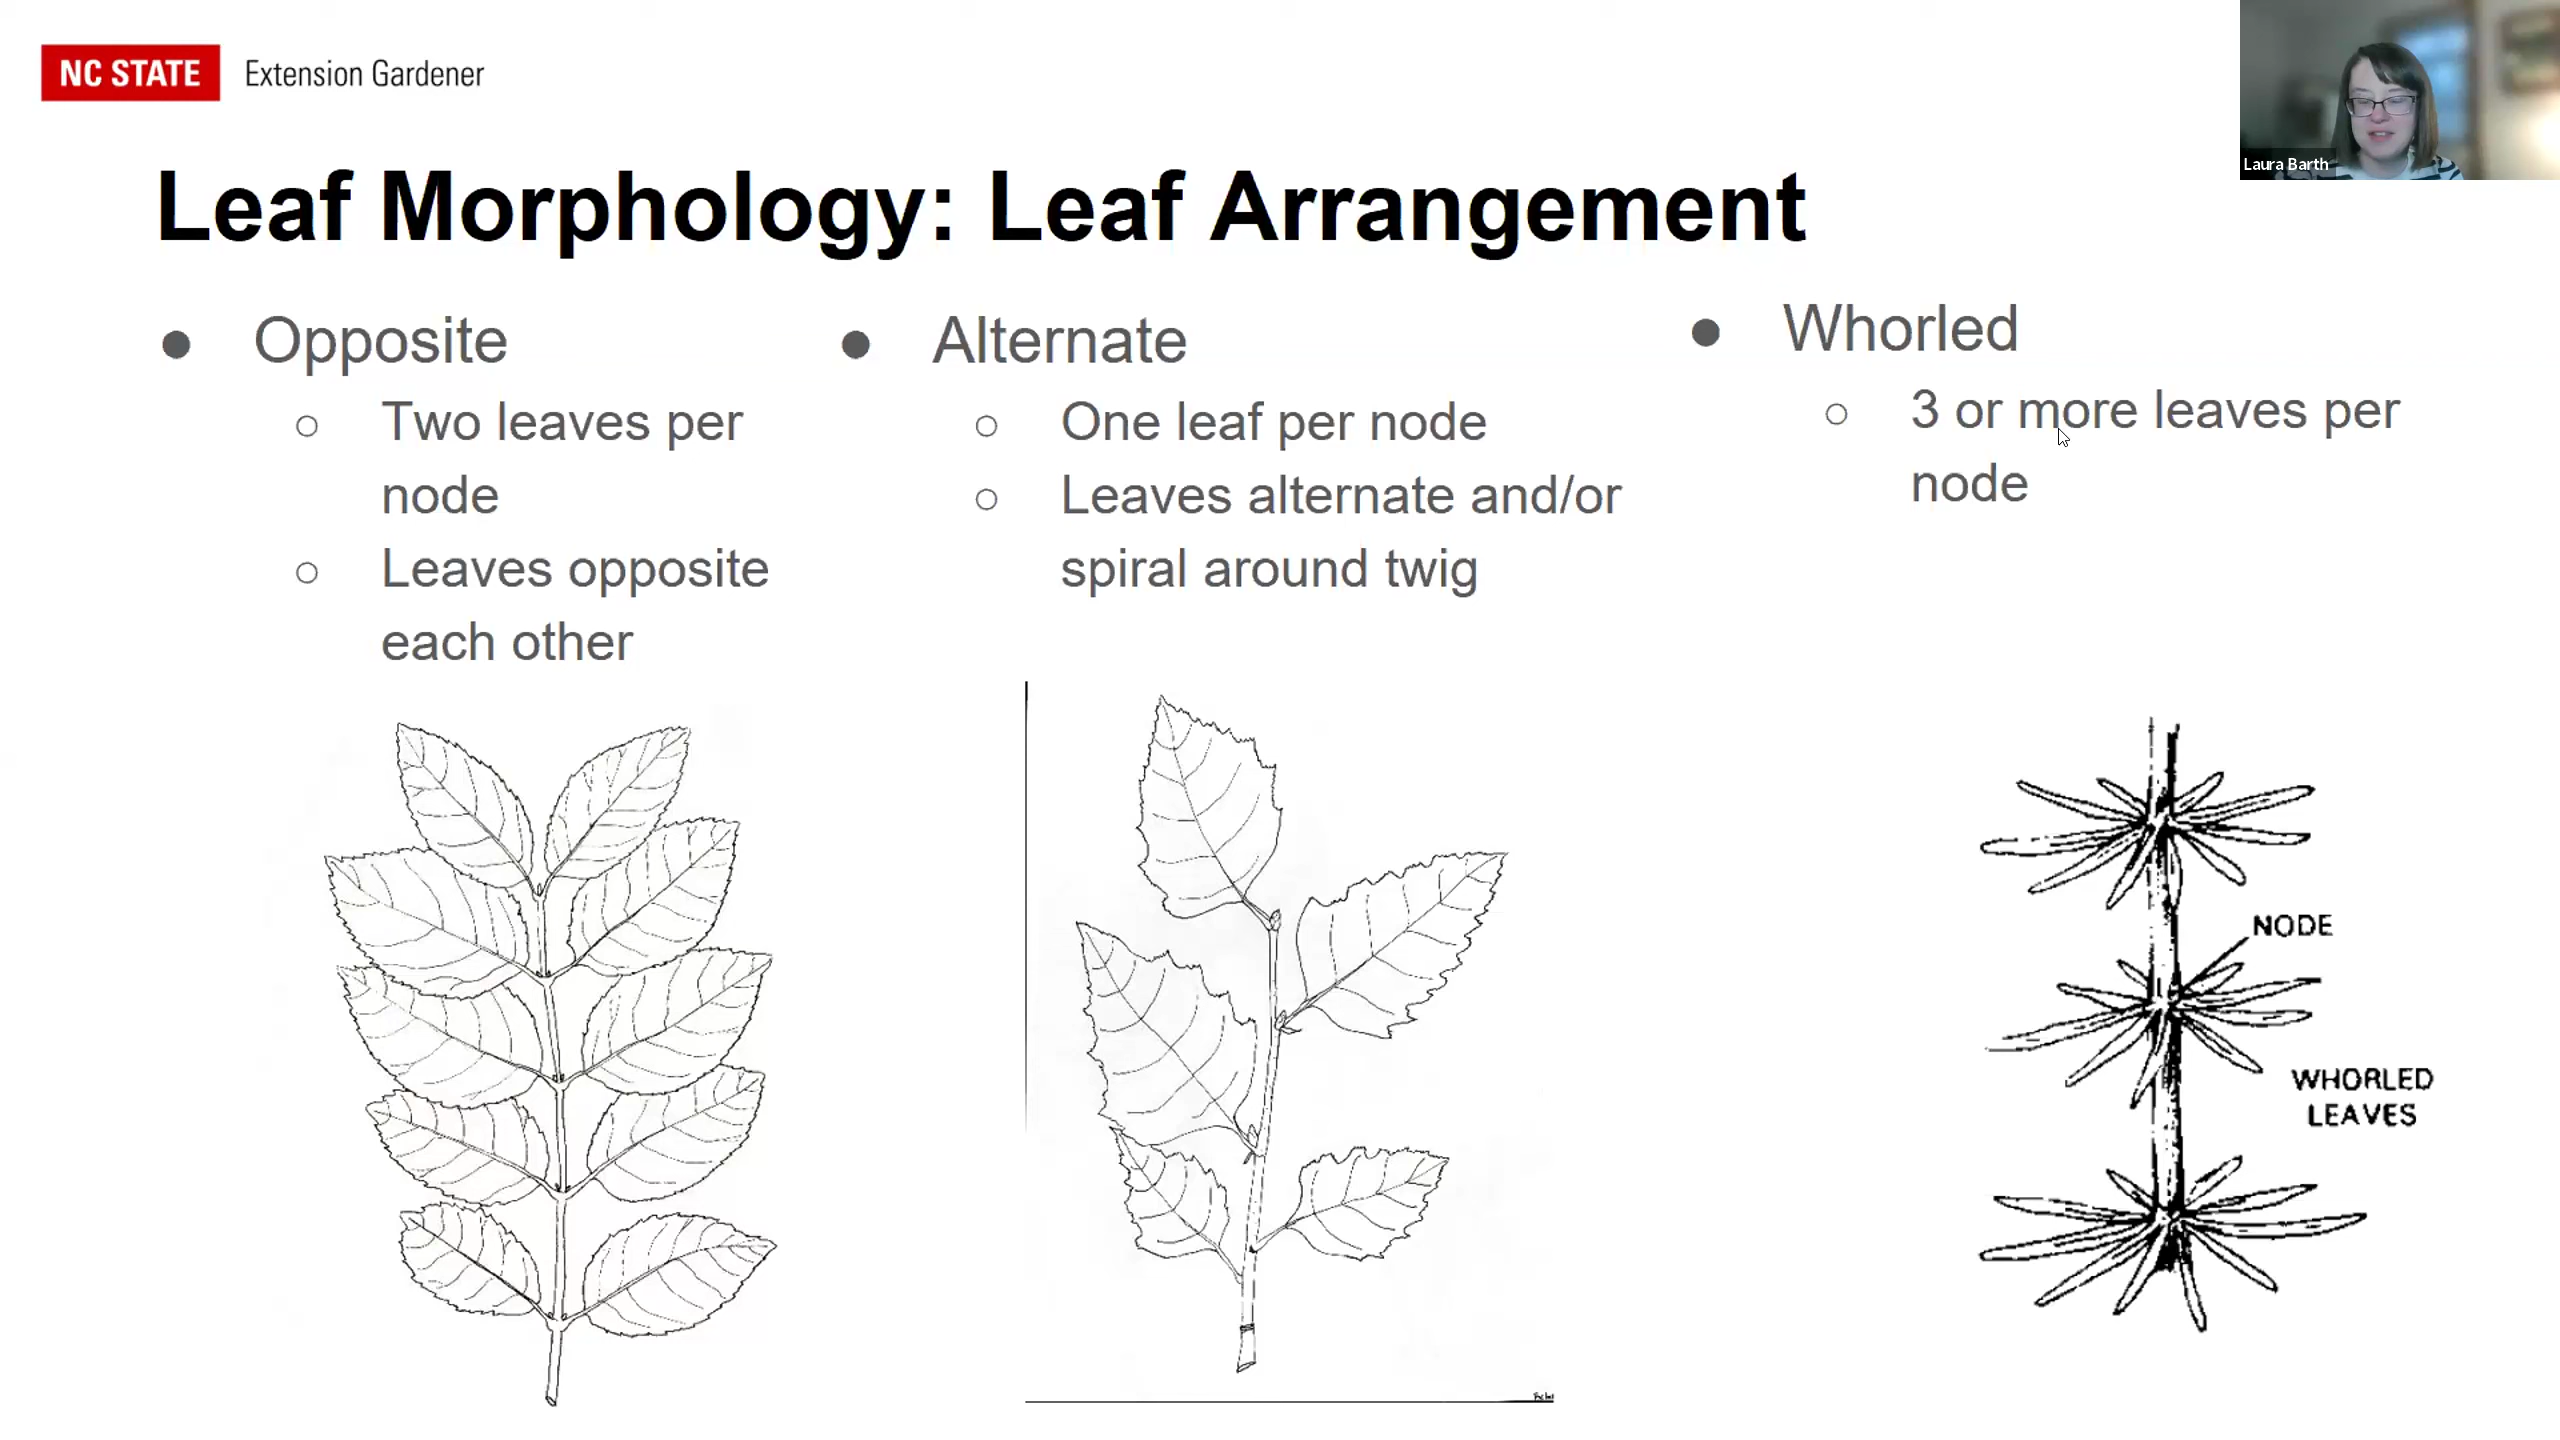 NC STATE Extension Gardener
Laura Barth
Leaf Morphology: Leaf Arrangement
● Opposite
○ Two leaves per
node
○ Leaves opposite
each other
● Alternate
○ One leaf per node
○ Leaves alternate and/or
spiral around twig
● Whorled
○ 3 or more leaves per
node
NODE
WHORLED
LEAVES